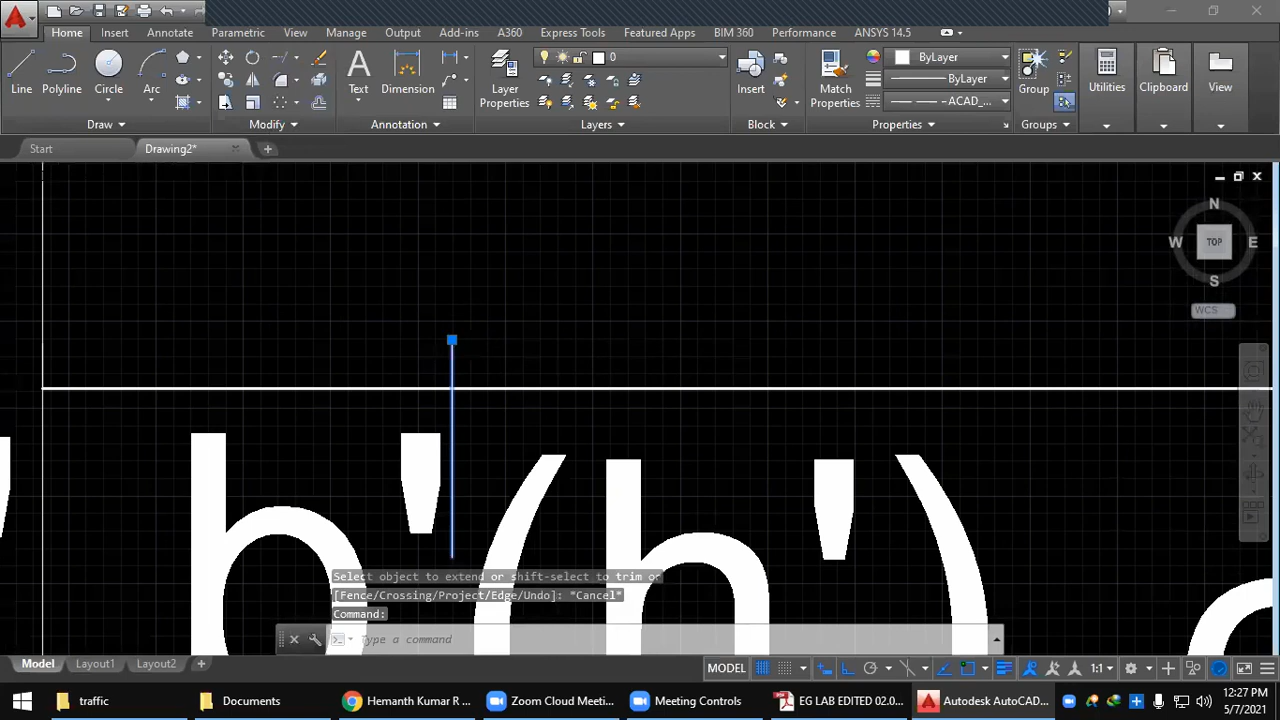 Home Insert Annotate Parametric View Manage Output Add-ins A360 Express Tools Featured Apps BIM 360 Performance ANSYS 14.5
Line Polyline Circle Arc Text Dimension Layer Properties 0 Insert Match Properties ByLayer Group Utilities Clipboard View
ByLayer
ACAD_...
Draw Modify Annotation Layers Block Properties Groups
Start Drawing2*
N
W TOP E
S
WCS
h'(h')
Select object to extend or shift-select to trim or
[Fence/Crossing/Project/Edge/Undo]: *Cancel*
Command:
Type a command
Model Layout1 Layout2 MODEL 1:1
traffic Documents Hemanth Kumar R ... Zoom Cloud Meeti... Meeting Controls EG LAB EDITED 02.0... Autodesk AutoCAD... 12:27 PM
5/7/2021